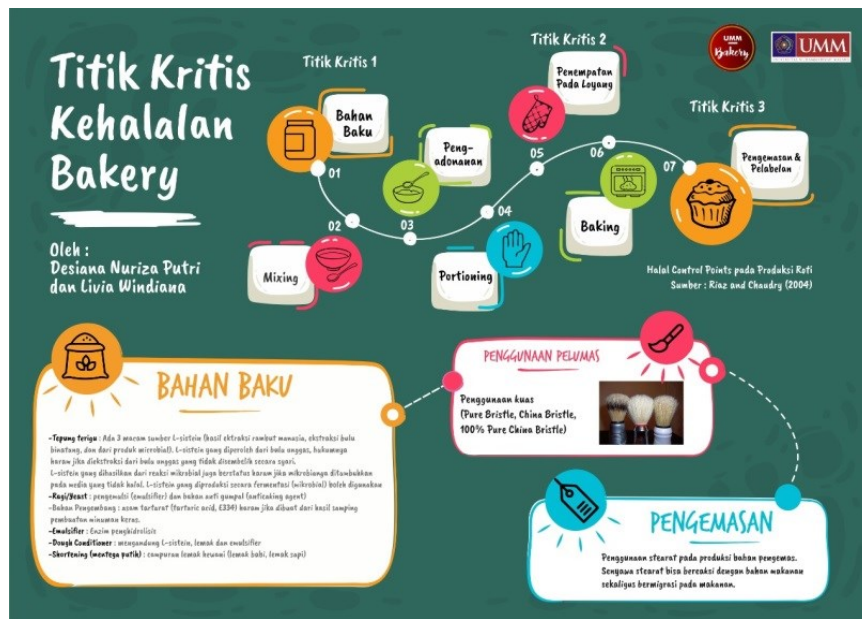 Titik Kritis
Kehalalan
Bakery
Oleh :
Desiana Nuriza Putri
dan Livia Windiana
Titik Kritis 1
Titik Kritis 2
Titik Kritis 3
UMM
Bakery
UMM
Bahan
Baku
01
Mixing
02
Peng-
adonanan
03
Portioning
04
Penempatan
Pada Loyang
05
Baking
06
Pengemasan &
Pelabelan
07
Halal Control Points pada Produksi Roti
Sumber : Riaz and Chaudry (2004)
BAHAN BAKU
-Tepung terigu : Ada 3 macam sumber L-sistein (hasil ektraksi rambut manusia, ekstraksi bulu
binatang, dan dari produk microbial). L-sistein yang diperoleh dari bulu unggas, hukumnya
haram jika diekstraksi dari bulu unggas yang tidak disembelih secara syari.
L-sistein yang dihasilkan dari reaksi mikrobial juga berstatus haram jika mikrobianya ditumbuhkan
pada media yang tidak halal. L-sistein yang diproduksi secara fermentasi (mikrobial) boleh digunakan
-Ragi/Yeast : pengemulsi (emulsifier) dan bahan anti gumpal (anticaking agent)
-Bahan Pengembang : asam tartarat (tartaric acid, E334) haram jika dibuat dari hasil samping
pembuatan minuman keras.
-Emulsifier : Enzim penghidrolisis
-Dough Conditioner : mengandung L-sistein, lemak dan emulsifier
-Shortening (mentega putih) : campuran lemak hewani (lemak babi, lemak sapi)
PENGGUNAAN PELUMAS
Penggunaan kuas
(Pure Bristle, China Bristle,
100% Pure China Bristle)
PENGEMASAN
Penggunaan stearat pada produksi bahan pengemas.
Senyawa stearat bisa bereaksi dengan bahan makanan
sekaligus bermigrasi pada makanan.